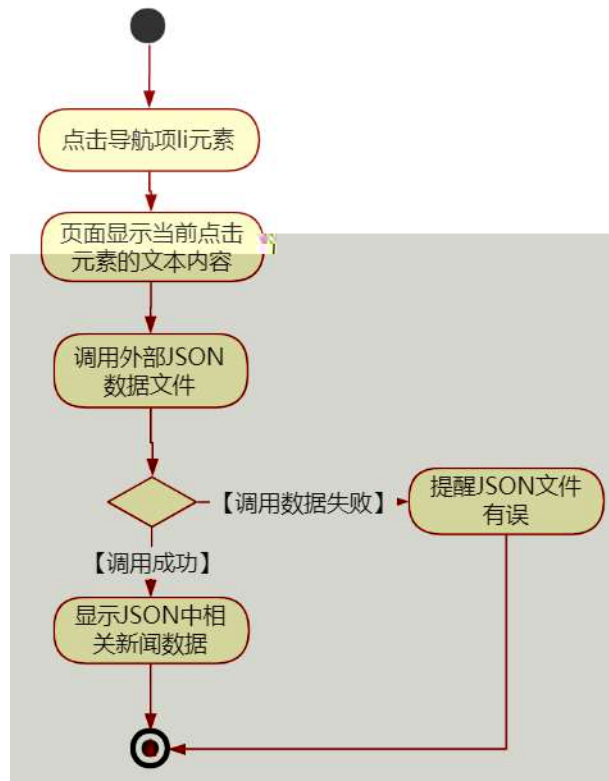 点击导航项li元素
页面显示当前点击
元素的文本内容
调用外部JSON
数据文件
【调用数据失败】
提醒JSON文件
有误
【调用成功】
显示JSON中相
关新闻数据